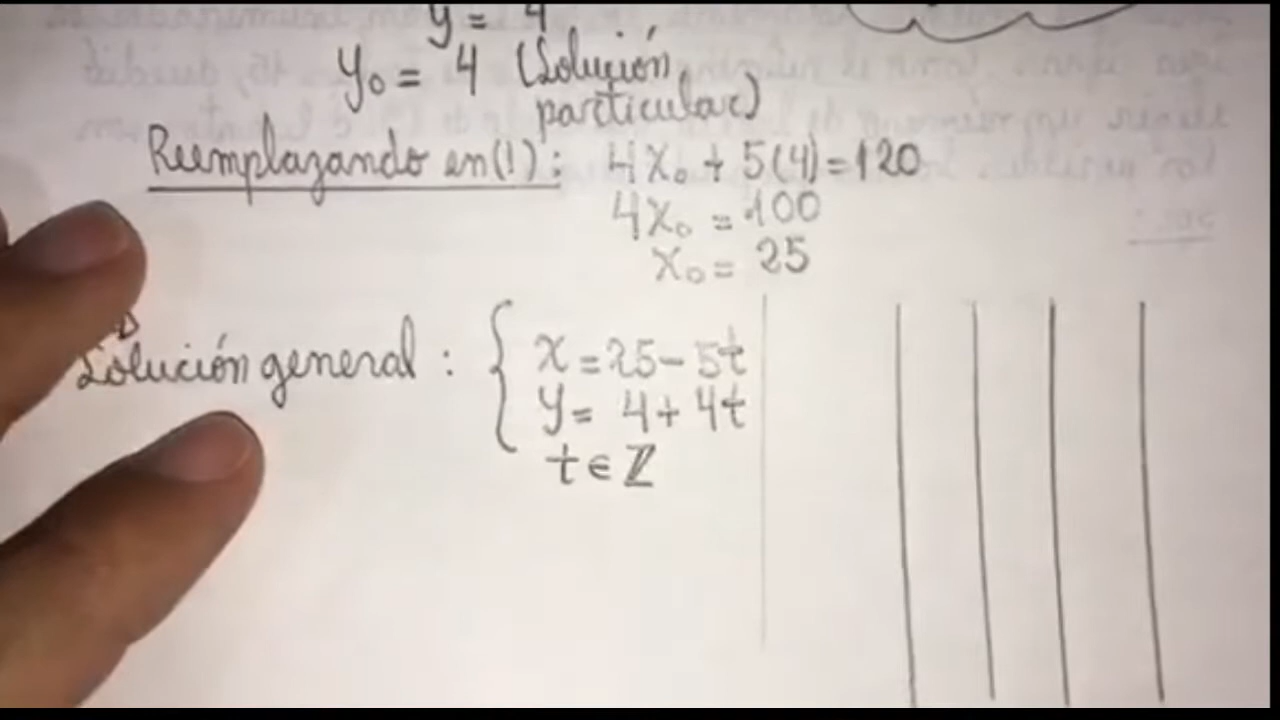 y = 4
y₀ = 4 (Solución
particular)
Reemplazando en (1): 4x₀ + 5(4) = 120
4x₀ = 100
x₀ = 25
Solución general : { x = 25 - 5t
y = 4 + 4t
t ∈ ℤ